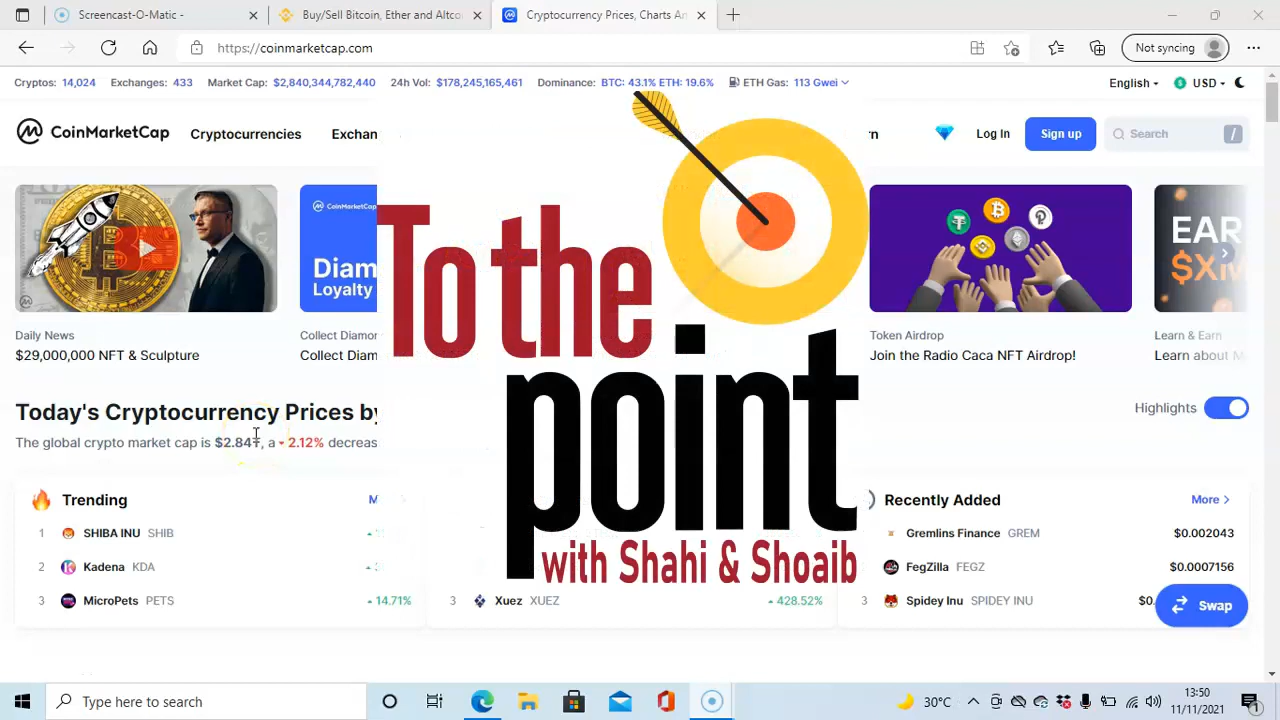 Screencast-O-Matic -
Buy/Sell Bitcoin, Ether and Altco
Cryptocurrency Prices, Charts An
https://coinmarketcap.com
Not syncing
Cryptos: 14,024 Exchanges: 433 Market Cap: $2,840,344,782,440 24h Vol: $178,245,165,461 Dominance: BTC: 43.1% ETH: 19.6% ETH Gas: 113 Gwei
English USD
CoinMarketCap Cryptocurrencies Exchan rn Log In Sign up Search /
CoinMarketCap
Diam
Loyalty
EARN
Daily News
$29,000,000 NFT & Sculpture
Collect Diamon
Collect Diam
Token Airdrop
Join the Radio Caca NFT Airdrop!
Learn & Earn
Learn about
To the
point
with Shahi & Shoaib
Today's Cryptocurrency Prices by
Highlights
The global crypto market cap is $2.84T, a 2.12% decreas
Trending
1 SHIBA INU SHIB
2 Kadena KDA
3 MicroPets PETS 14.71%
3 Xuez XUEZ 428.52%
Recently Added More
Gremlins Finance GREM $0.002043
FegZilla FEGZ $0.0007156
3 Spidey Inu SPIDEY INU $0.
Swap
Type here to search
30°C
13:50
11/11/2021